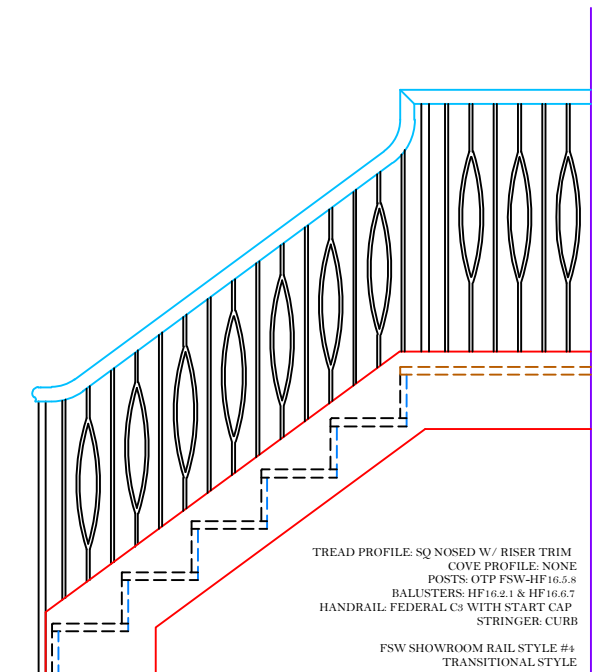 TREAD PROFILE: SQ NOSED W/ RISER TRIM
COVE PROFILE: NONE
POSTS: OTP FSW-HF16.5.8
BALUSTERS: HF16.2.1 & HF16.6.7
HANDRAIL: FEDERAL C3 WITH START CAP
STRINGER: CURB
FSW SHOWROOM RAIL STYLE #4
TRANSITIONAL STYLE